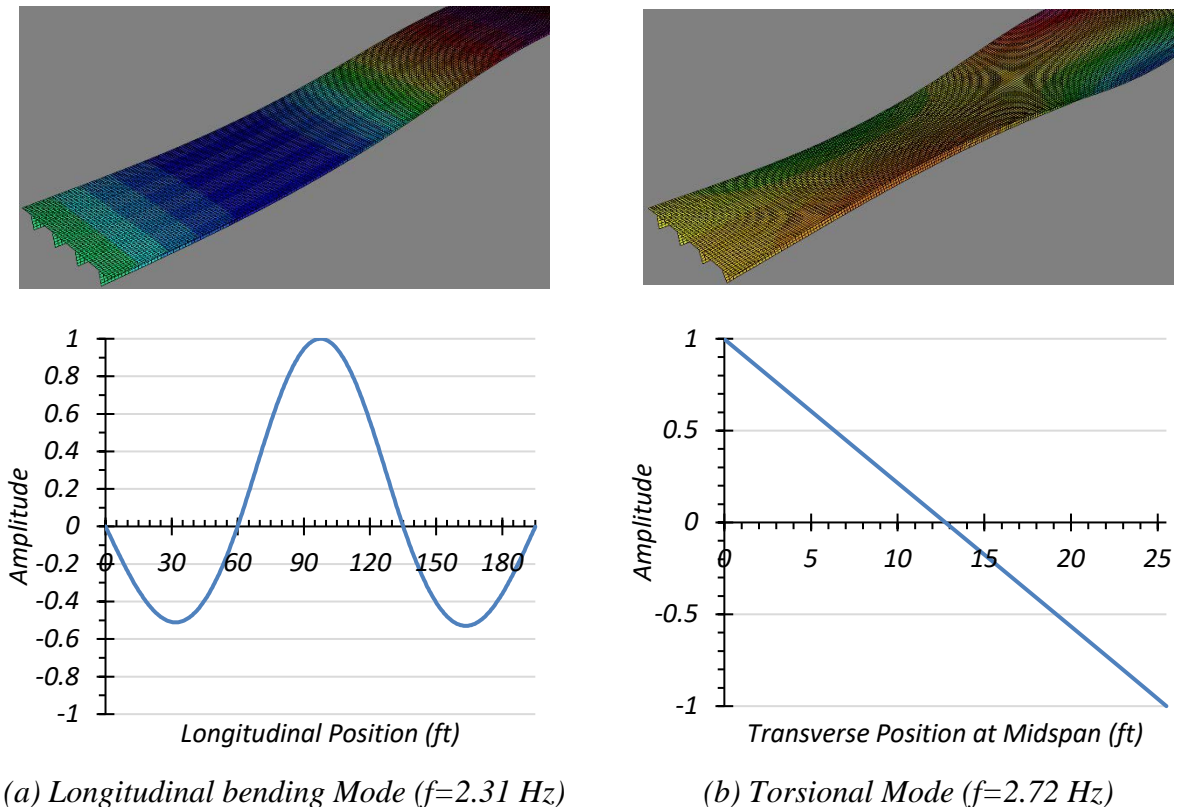 1
0.8
0.6
0.4
0.2
0
-0.2
-0.4
-0.6
-0.8
-1
0 30 60 90 120 150 180
Amplitude
Longitudinal Position (ft)
1
0.5
0
-0.5
-1
0 5 10 15 20 25
Amplitude
Transverse Position at Midspan (ft)
(a) Longitudinal bending Mode (f=2.31 Hz)
(b) Torsional Mode (f=2.72 Hz)